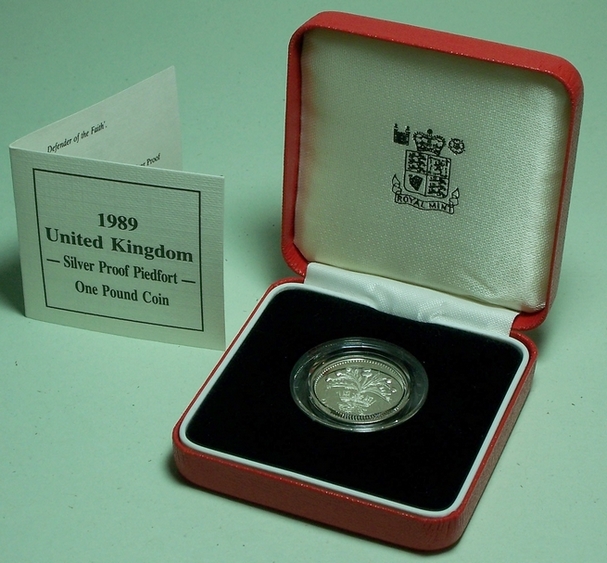 Defender of the Faith'.
Proof
1989
United Kingdom
— Silver Proof Piedfort —
One Pound Coin
ROYAL MINT